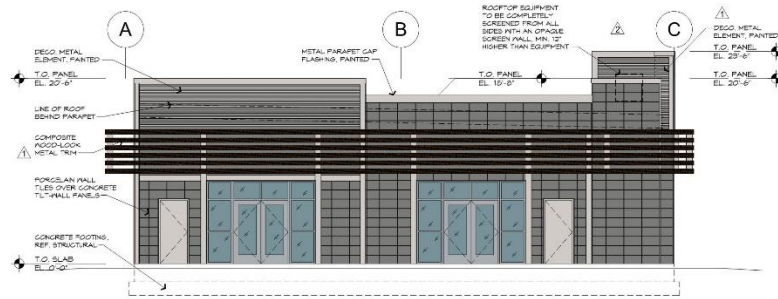 A
B
C
ROOFTOP EQUIPMENT
TO BE COMPLETELY
SCREENED FROM ALL
SIDES WITH AN OPAQUE
SCREEN WALL, MIN. 12"
HIGHER THAN EQUIPMENT
2
1
DECO. METAL
ELEMENT, PAINTED
T.O. PANEL
EL. 23'-6"
T.O. PANEL
EL. 20'-6"
DECO. METAL
ELEMENT, PAINTED
METAL PARAPET CAP
FLASHING, PAINTED
T.O. PANEL
EL. 20'-6"
T.O. PANEL
EL. 18'-8"
LINE OF ROOF
BEHIND PARAPET
1
COMPOSITE
WOOD-LOOK
METAL TRIM
PORCELAIN WALL
TILES OVER CONCRETE
TILT-WALL PANELS
CONCRETE FOOTING,
REF. STRUCTURAL
T.O. SLAB
EL. 0'-0"